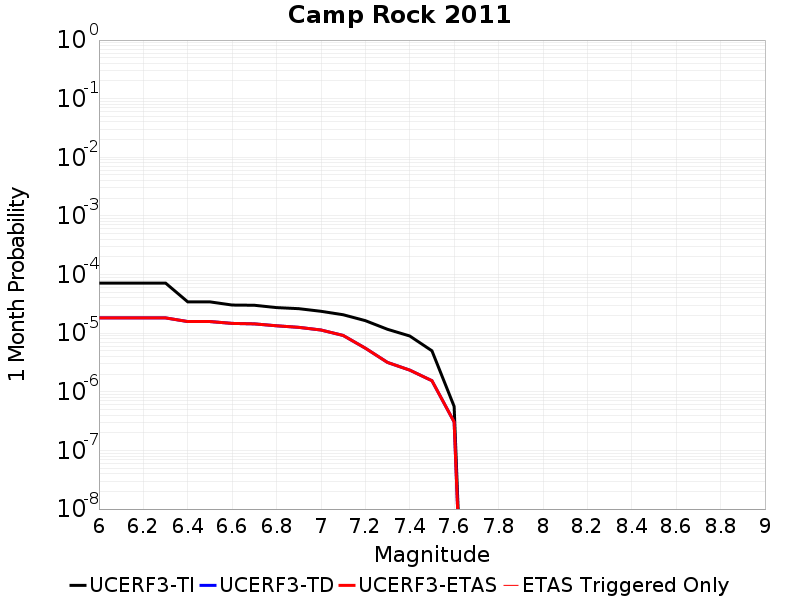 Camp Rock 2011
10^0
10^-1
10^-2
10^-3
10^-4
10^-5
10^-6
10^-7
10^-8
1 Month Probability
6 6.2 6.4 6.6 6.8 7 7.2 7.4 7.6 7.8 8 8.2 8.4 8.6 8.8 9
Magnitude
UCERF3-TI UCERF3-TD UCERF3-ETAS ETAS Triggered Only